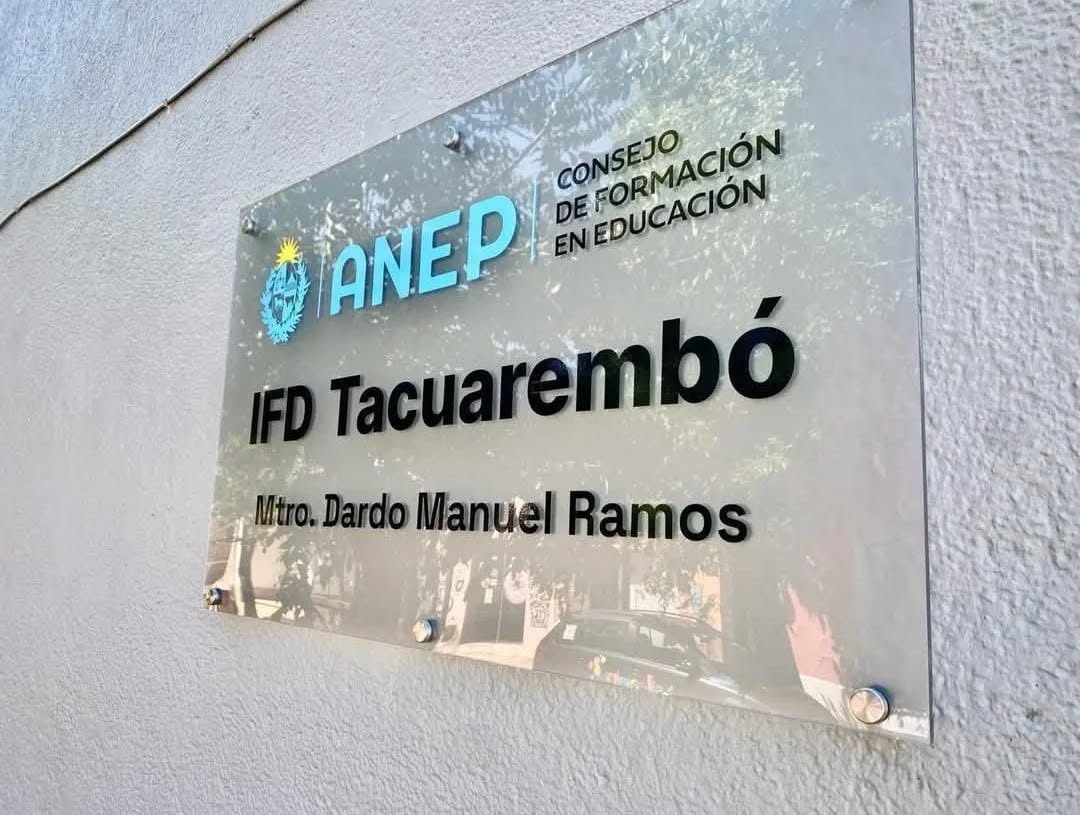 ANEP
CONSEJO
DE FORMACIÓN
EN EDUCACIÓN
IFD Tacuarembó
Mtro. Dardo Manuel Ramos